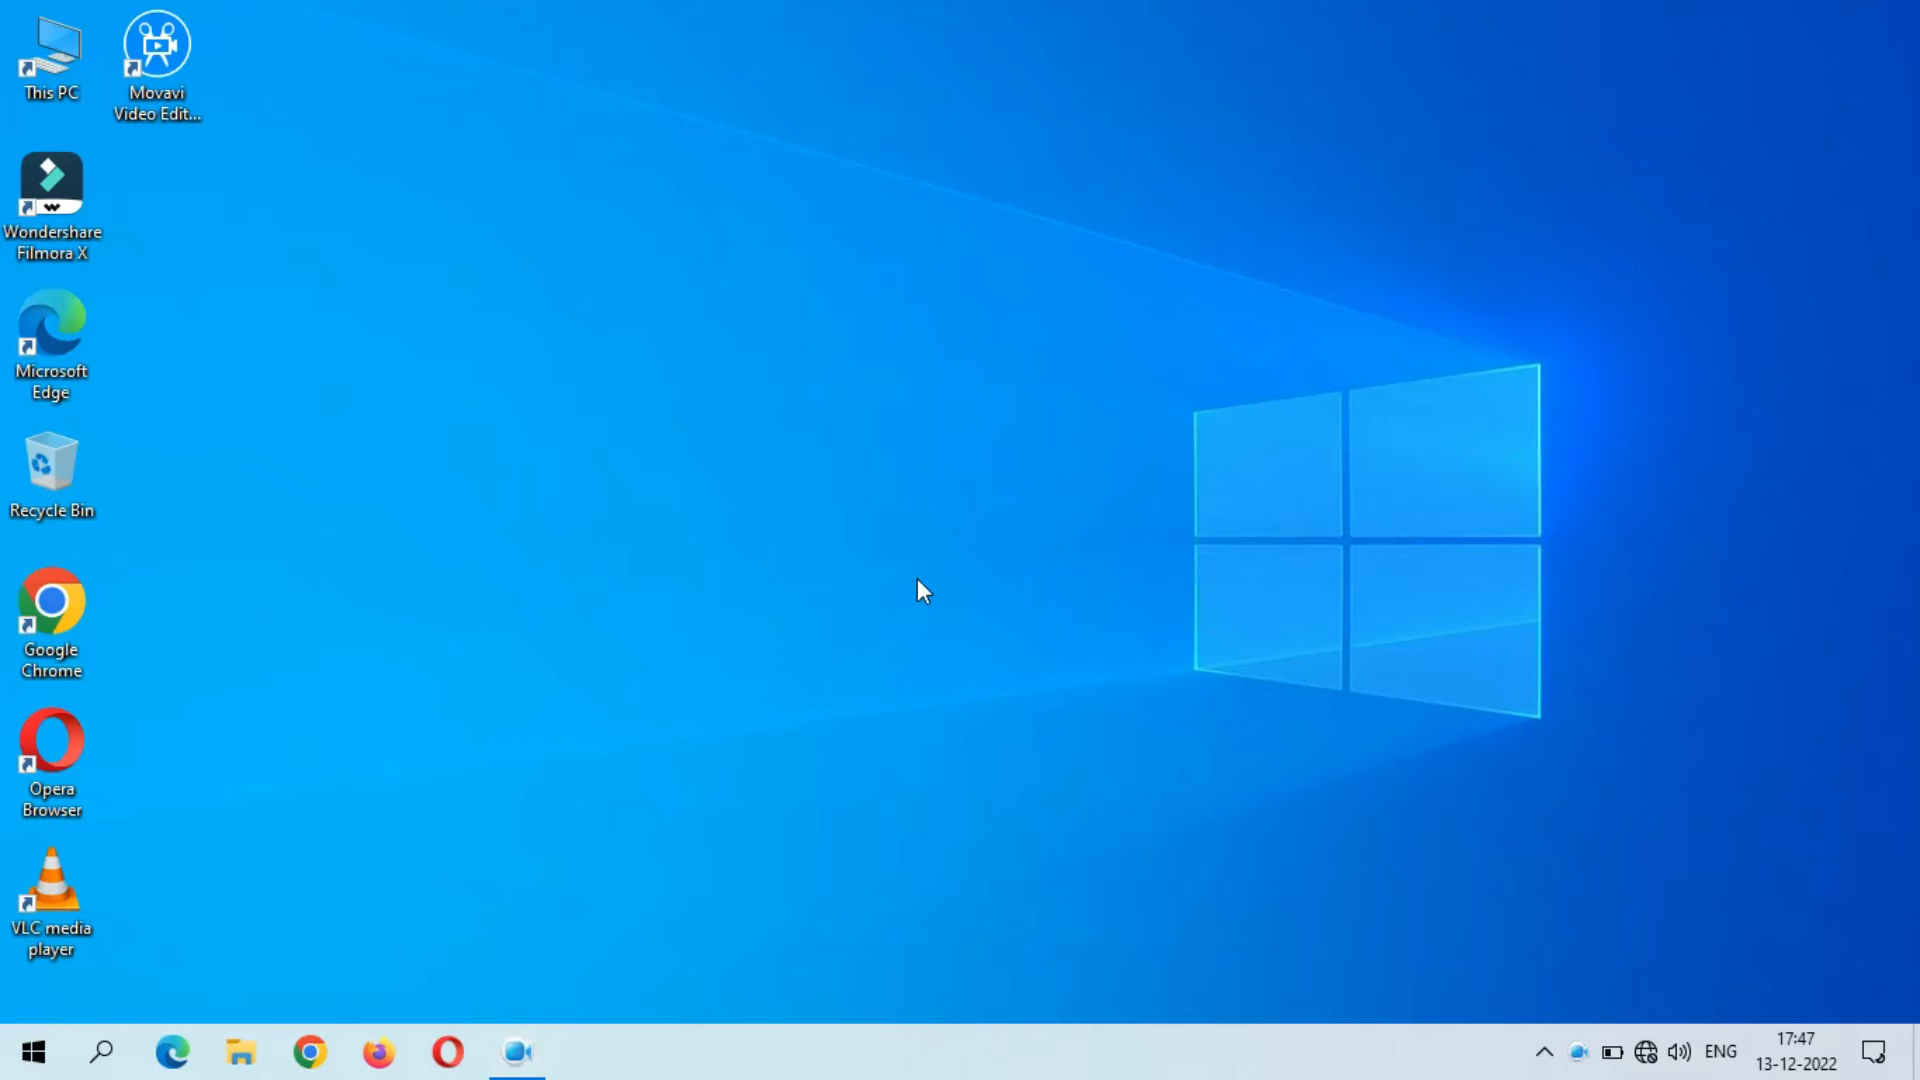 This PC
Movavi
Video Edit...
Wondershare
Filmora X
Microsoft
Edge
Recycle Bin
Google
Chrome
Opera
Browser
VLC media
player
ENG
17:47
13-12-2022